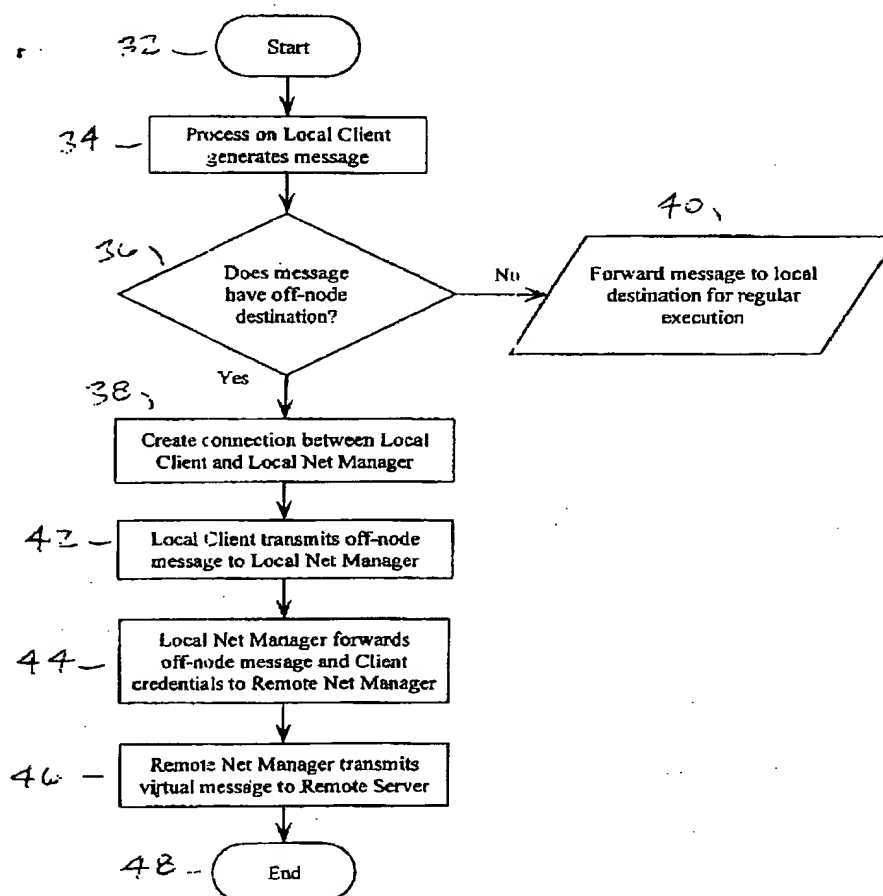 32 Start
34 Process on Local Client
generates message
36 Does message
have off-node
destination?
No
40
Forward message to local
destination for regular
execution
Yes
38
Create connection between Local
Client and Local Net Manager
42 Local Client transmits off-node
message to Local Net Manager
44 Local Net Manager forwards
off-node message and Client
credentials to Remote Net Manager
46 Remote Net Manager transmits
virtual message to Remote Server
48 End